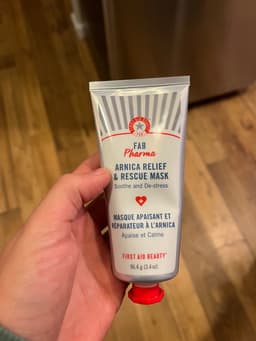 FAB
Pharma
ARNICA RELIEF
& RESCUE MASK
Soothe and De-stress
MASQUE APAISANT ET
RÉPARATEUR À L'ARNICA
Apaise et Calme
FIRST AID BEAUTY®
96.4 g (3.4 oz)